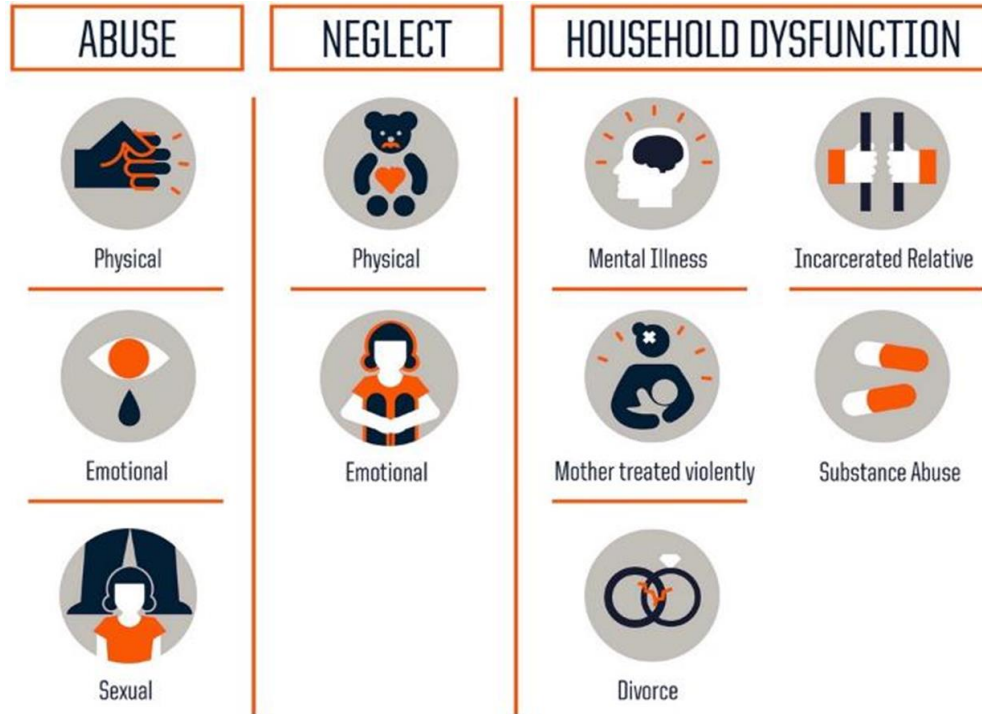 ABUSE
NEGLECT
HOUSEHOLD DYSFUNCTION
Physical
Emotional
Sexual
Physical
Emotional
Mental Illness
Incarcerated Relative
Mother treated violently
Substance Abuse
Divorce